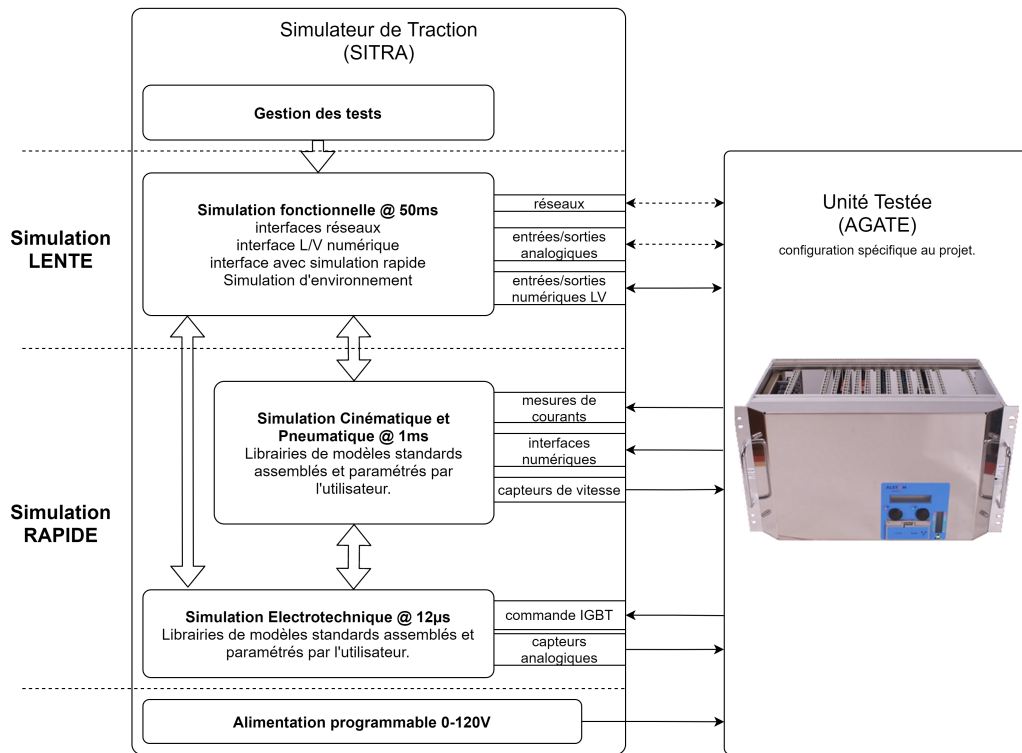 Simulateur de Traction
(SITRA)
Gestion des tests
Simulation
LENTE
Simulation fonctionnelle @ 50ms
interfaces réseaux
interface L/V numérique
interface avec simulation rapide
Simulation d'environnement
réseaux
entrées/sorties
analogiques
entrées/sorties
numériques LV
Unité Testée
(AGATE)
configuration spécifique au projet.
Simulation
RAPIDE
Simulation Cinématique et
Pneumatique @ 1ms
Librairies de modèles standards
assemblés et paramétrés par
l'utilisateur.
mesures de
courants
interfaces
numériques
capteurs de vitesse
Simulation Electrotechnique @ 12µs
Librairies de modèles standards assemblés et
paramétrés par l'utilisateur.
commande IGBT
capteurs
analogiques
Alimentation programmable 0-120V